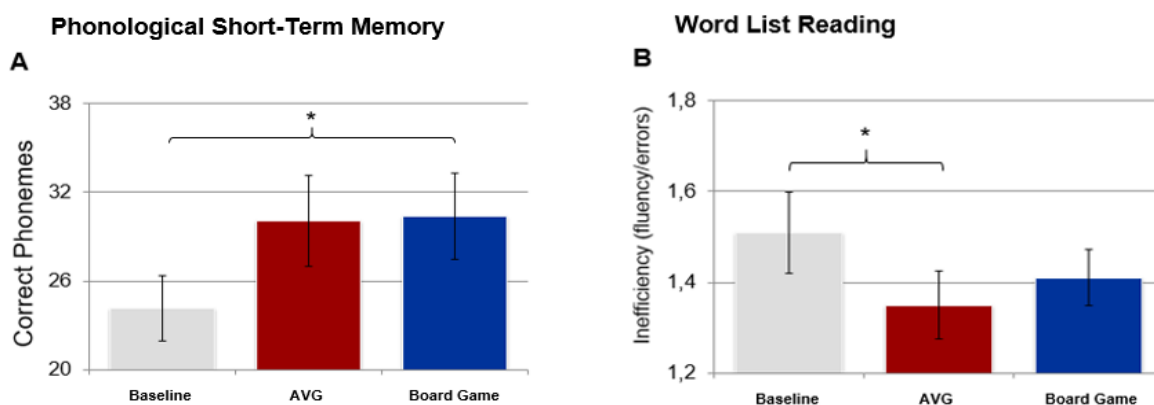 Phonological Short-Term Memory
A
Correct Phonemes
38
32
26
20
*
Baseline
AVG
Board Game
Word List Reading
B
Inefficiency (fluency/errors)
1,8
1,6
1,4
1,2
*
Baseline
AVG
Board Game